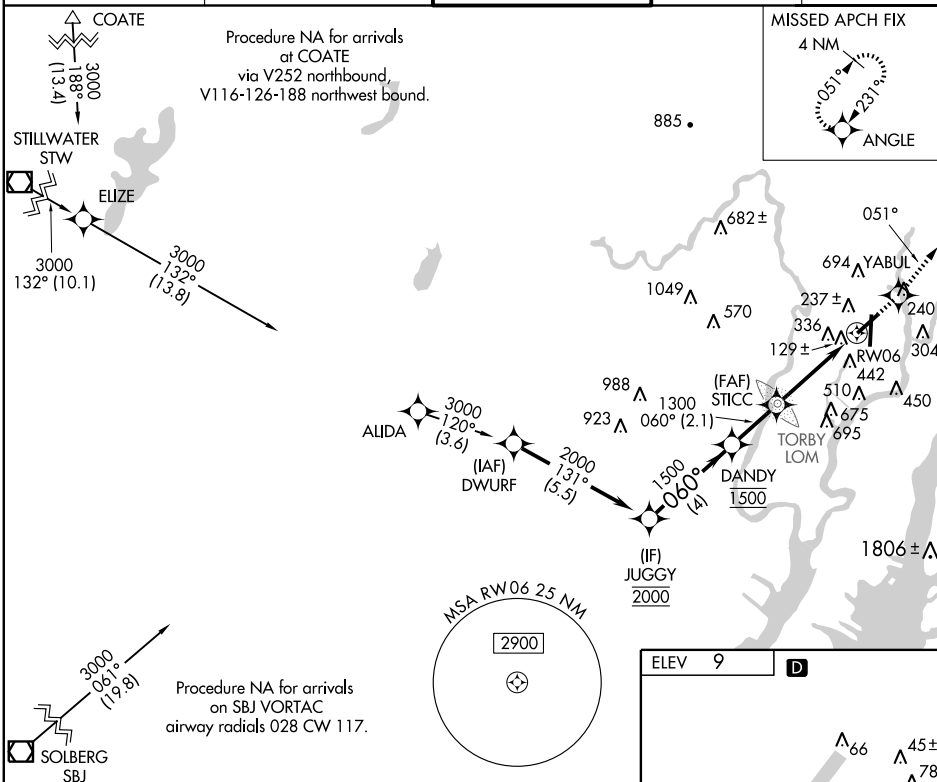 COATE
3000
188°
(13.4)
Procedure NA for arrivals
at COATE
via V252 northbound,
V116-126-188 northwest bound.
MISSED APCH FIX
4 NM
051°
231°
ANGLE
885
STILLWATER
STW
ELIZE
3000
132° (10.1)
3000
132°
(13.8)
682±
051°
694
YABUL
1049
237±
240
570
336
304
129±
RW06
442
988
(FAF)
STICC
510
450
923
1300
060° (2.1)
675
695
TORBY
LOM
ALIDA
3000
120°
(3.6)
(IAF)
DWURF
2000
131°
(5.5)
1500
060°
(4)
DANDY
1500
(IF)
JUGGY
2000
1806±
MSA RW06 25 NM
2900
ELEV 9
D
3000
061°
(19.8)
Procedure NA for arrivals
on SBJ VORTAC
airway radials 028 CW 117.
SOLBERG
SBJ
66
45±
78